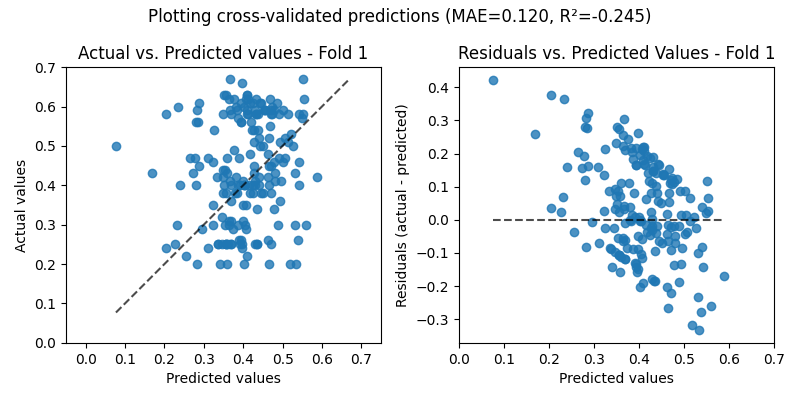 Plotting cross-validated predictions (MAE=0.120, R²=-0.245)
Actual vs. Predicted values - Fold 1
Actual values
0.7
0.6
0.5
0.4
0.3
0.2
0.1
0.0
0.0 0.1 0.2 0.3 0.4 0.5 0.6 0.7
Predicted values
Residuals vs. Predicted Values - Fold 1
Residuals (actual - predicted)
0.4
0.3
0.2
0.1
0.0
−0.1
−0.2
−0.3
0.0 0.1 0.2 0.3 0.4 0.5 0.6 0.7
Predicted values